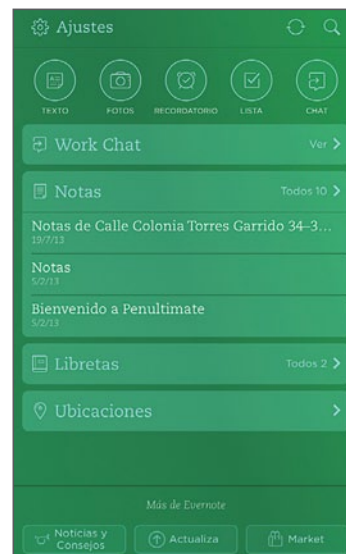 Ajustes
TEXTO FOTOS RECORDATORIO LISTA CHAT
Work Chat Ver
Notas Todos 10
Notas de Calle Colonia Torres Garrido 34–3...
19/7/13
Notas
5/2/13
Bienvenido a Penultimate
5/2/13
Libretas Todos 2
Ubicaciones
Más de Evernote
Noticias y
Consejos
Actualiza
Market